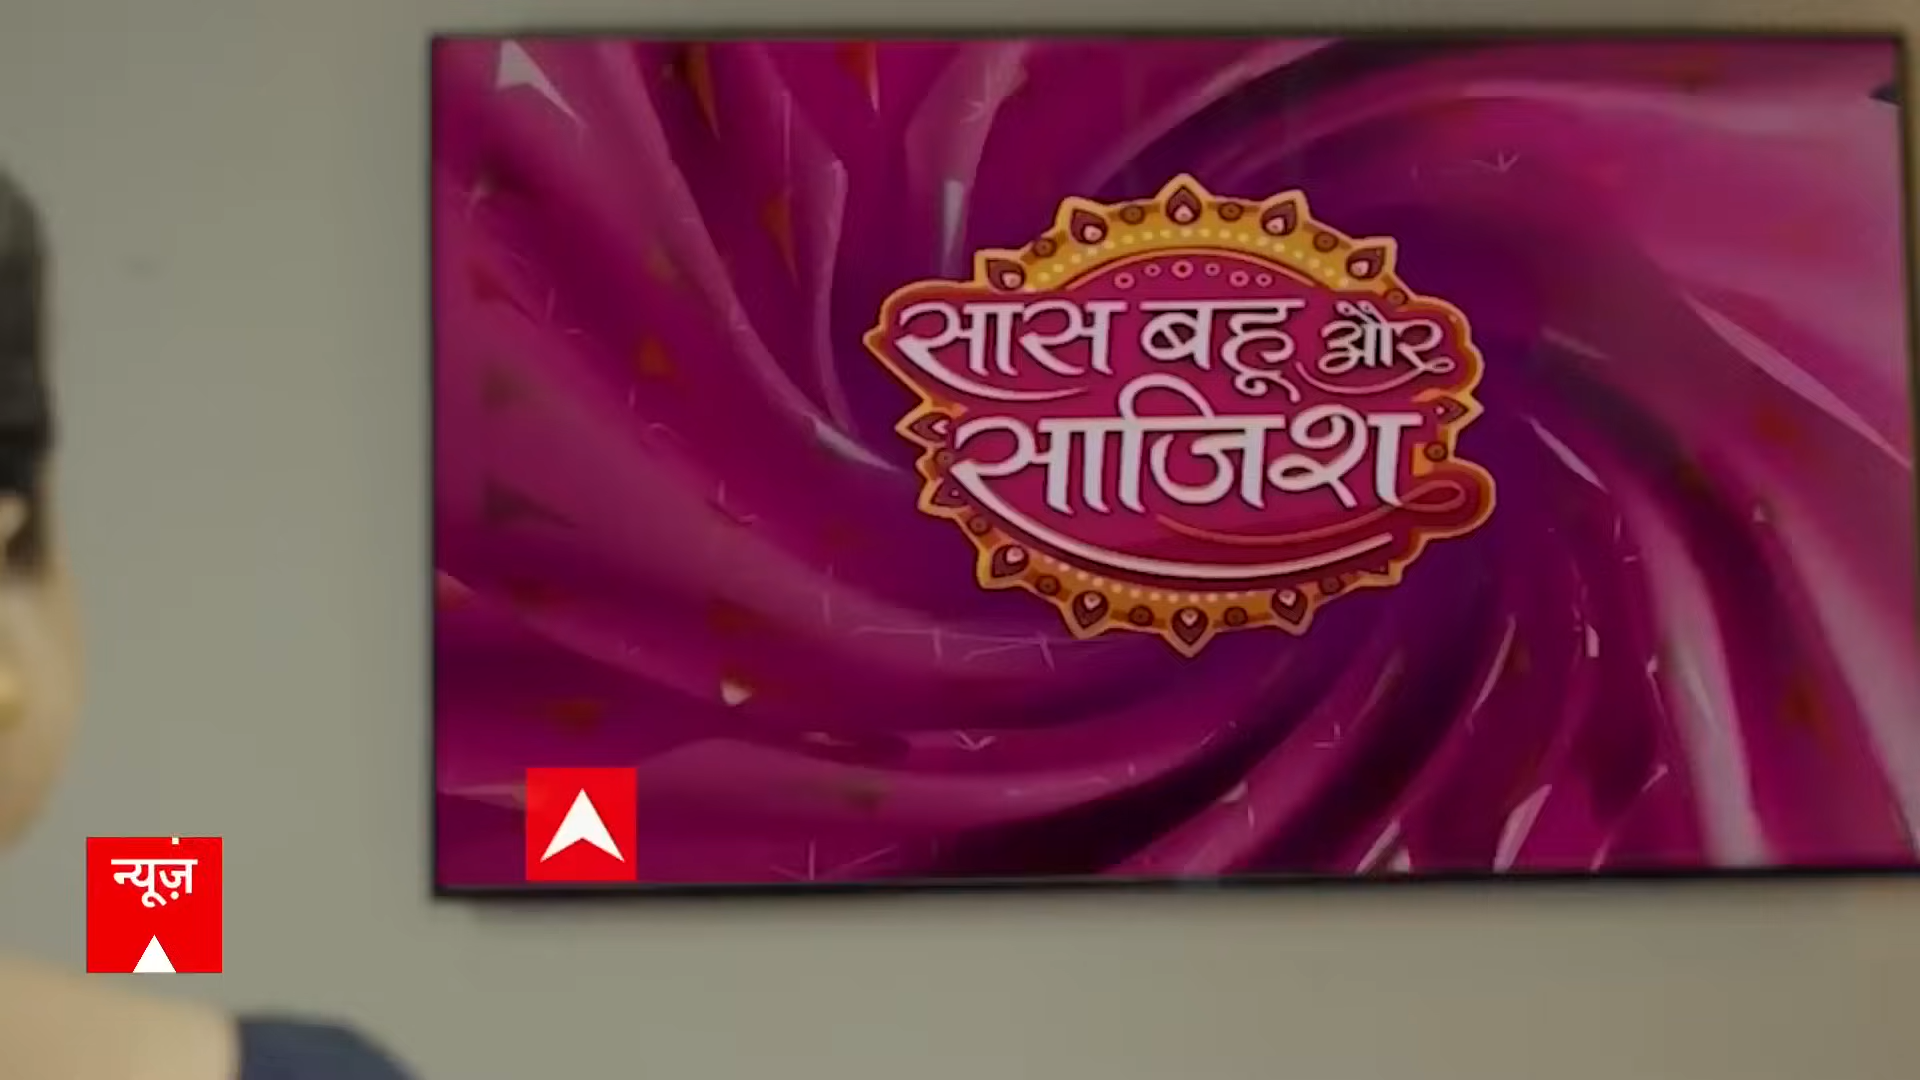 सास बहू और
साजिश
न्यूज़